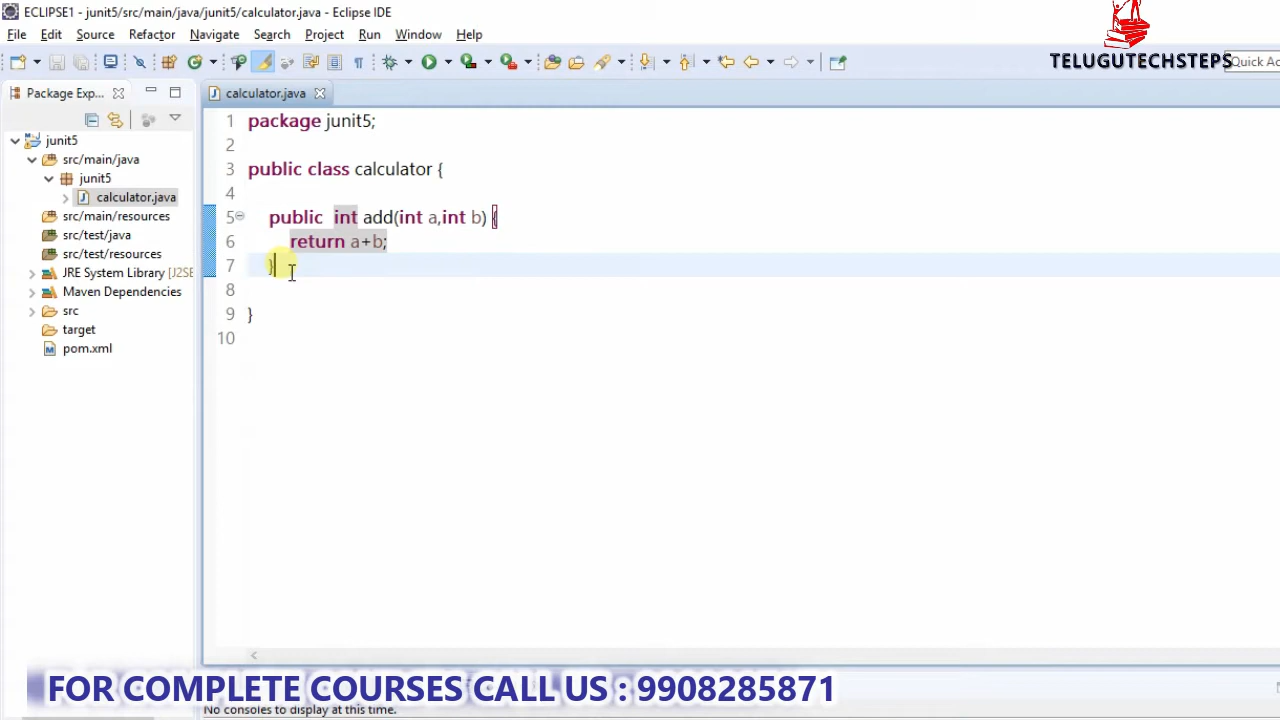 ECLIPSE1 - junit5/src/main/java/junit5/calculator.java - Eclipse IDE
File Edit Source Refactor Navigate Search Project Run Window Help
TELUGUTECHSTEPS
Quick Ac
Package Exp...
calculator.java
junit5
src/main/java
junit5
calculator.java
src/main/resources
src/test/java
src/test/resources
JRE System Library [J2SE
Maven Dependencies
src
target
pom.xml
1 package junit5;
2
3 public class calculator {
4
5 public int add(int a,int b) {
6 return a+b;
7 }
8
9 }
10
FOR COMPLETE COURSES CALL US : 9908285871
No consoles to display at this time.